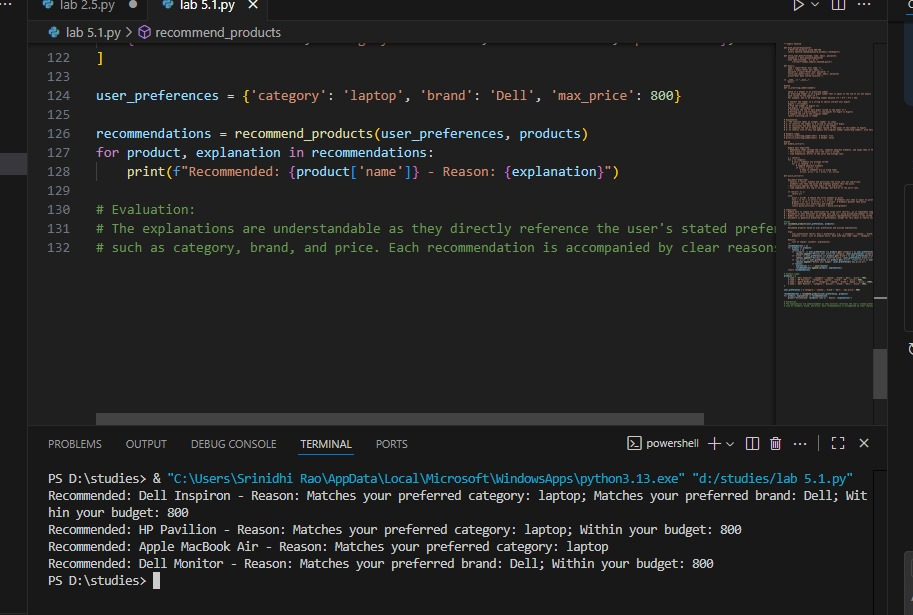 lab 2.5.py
lab 5.1.py
lab 5.1.py > recommend_products
122 ]
123
124 user_preferences = {'category': 'laptop', 'brand': 'Dell', 'max_price': 800}
125
126 recommendations = recommend_products(user_preferences, products)
127 for product, explanation in recommendations:
128 print(f"Recommended: {product['name']} - Reason: {explanation}")
129
130 # Evaluation:
131 # The explanations are understandable as they directly reference the user's stated prefe
132 # such as category, brand, and price. Each recommendation is accompanied by clear reason
PROBLEMS OUTPUT DEBUG CONSOLE TERMINAL PORTS
powershell
PS D:\studies> & "C:\Users\Srinidhi Rao\AppData\Local\Microsoft\WindowsApps\python3.13.exe" "d:/studies/lab 5.1.py"
Recommended: Dell Inspiron - Reason: Matches your preferred category: laptop; Matches your preferred brand: Dell; Wit
hin your budget: 800
Recommended: HP Pavilion - Reason: Matches your preferred category: laptop; Within your budget: 800
Recommended: Apple MacBook Air - Reason: Matches your preferred category: laptop
Recommended: Dell Monitor - Reason: Matches your preferred brand: Dell; Within your budget: 800
PS D:\studies>